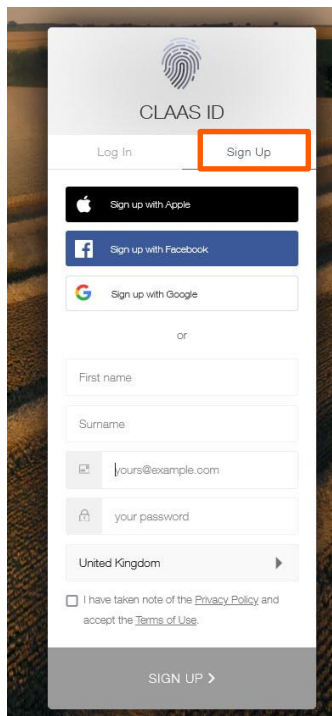 CLAAS ID
Log In
Sign Up
Sign up with Apple
Sign up with Facebook
Sign up with Google
or
First name
Surname
yours@example.com
your password
United Kingdom
I have taken note of the Privacy Policy and
accept the Terms of Use.
SIGN UP >